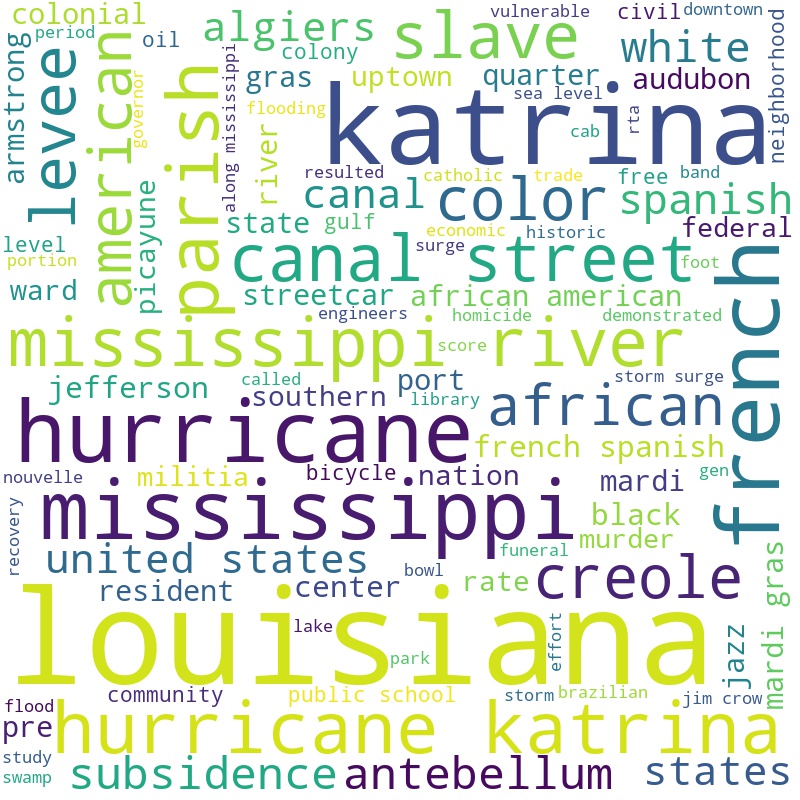 colonial
period
armstrong
levee
oil
american
governor
parish
algiers
colony
along mississippi
gras
flooding
river
uptown
slave
vulnerable
civil
downtown
white
quarter
audubon
sea level
neighborhood
katrina
cab
rta
resulted
catholic
trade
free
band
canal
color
spanish
picayune
state
gulf
economic
historic
federal
level
portion
surge
ward
canal street
foot
streetcar
african american
french
engineers
homicide
demonstrated
mississippi river
score
jefferson
called
southern
port
library
storm surge
african
hurricane
french spanish
nouvelle
militia
bicycle
nation
mardi
gen
recovery
mississippi
black
murder
funeral
united states
resident
center
bowl
rate
creole
mardi gras
louisiana
lake
park
effort
jazz
community
public school
storm
brazilian
jim crow
flood
pre
hurricane katrina
study
swamp
subsidence
antebellum
states